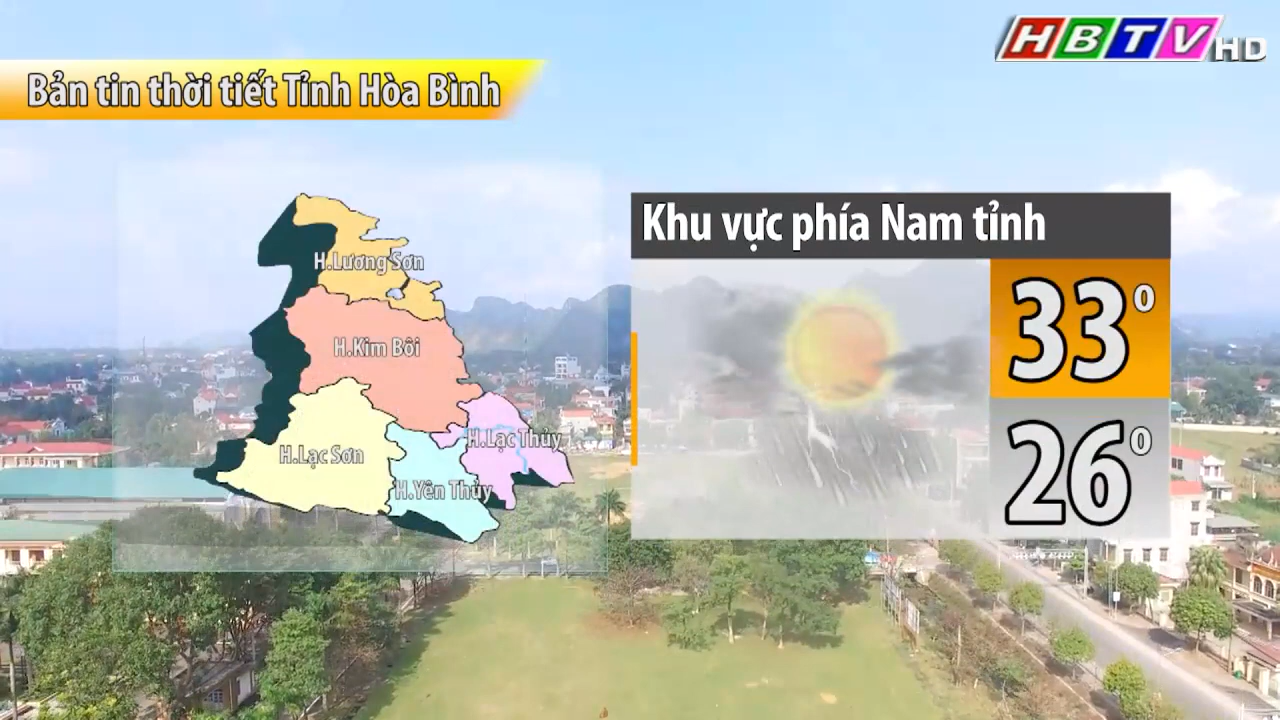 HBTV HD
Bản tin thời tiết Tỉnh Hòa Bình
Khu vực phía Nam tỉnh
33°
26°
H.Lương Sơn
H.Kim Bôi
H.Lạc Thủy
H.Lạc Sơn
H.Yên Thủy